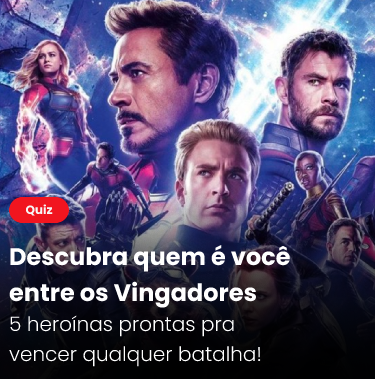 Quiz
Descubra quem é você
entre os Vingadores
5 heroínas prontas pra
vencer qualquer batalha!